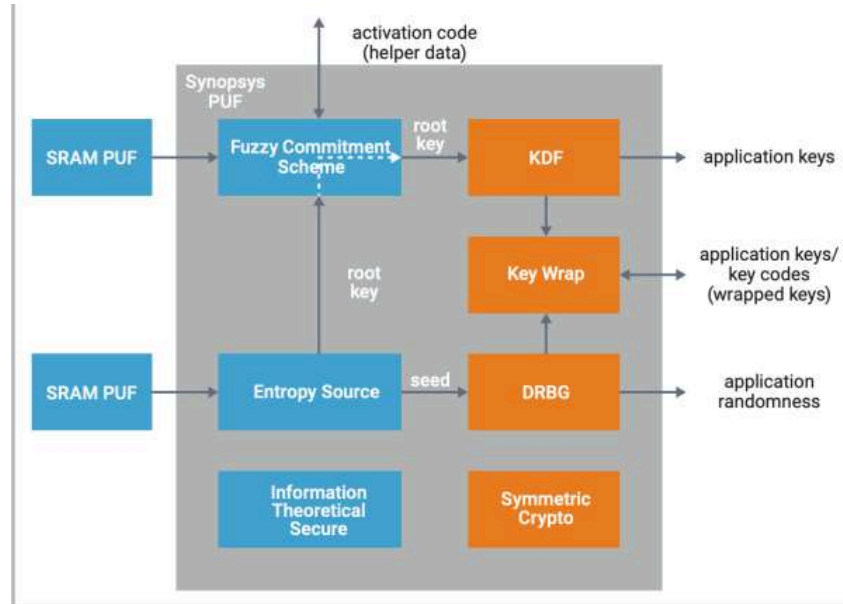 activation code
(helper data)
Synopsys
PUF
SRAM PUF
Fuzzy Commitment
Scheme
root
key
KDF
application keys
root
key
Key Wrap
application keys/
key codes
(wrapped keys)
SRAM PUF
Entropy Source
seed
DRBG
application
randomness
Information
Theoretical
Secure
Symmetric
Crypto